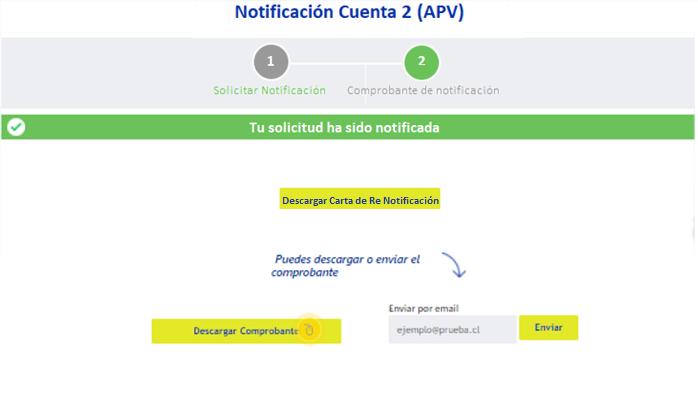 Notificación Cuenta 2 (APV)
1
2
Solicitar Notificación
Comprobante de notificación
Tu solicitud ha sido notificada
Descargar Carta de Re Notificación
Puedes descargar o enviar el
comprobante
Enviar por email
Descargar Comprobante
ejemplo@prueba.cl
Enviar